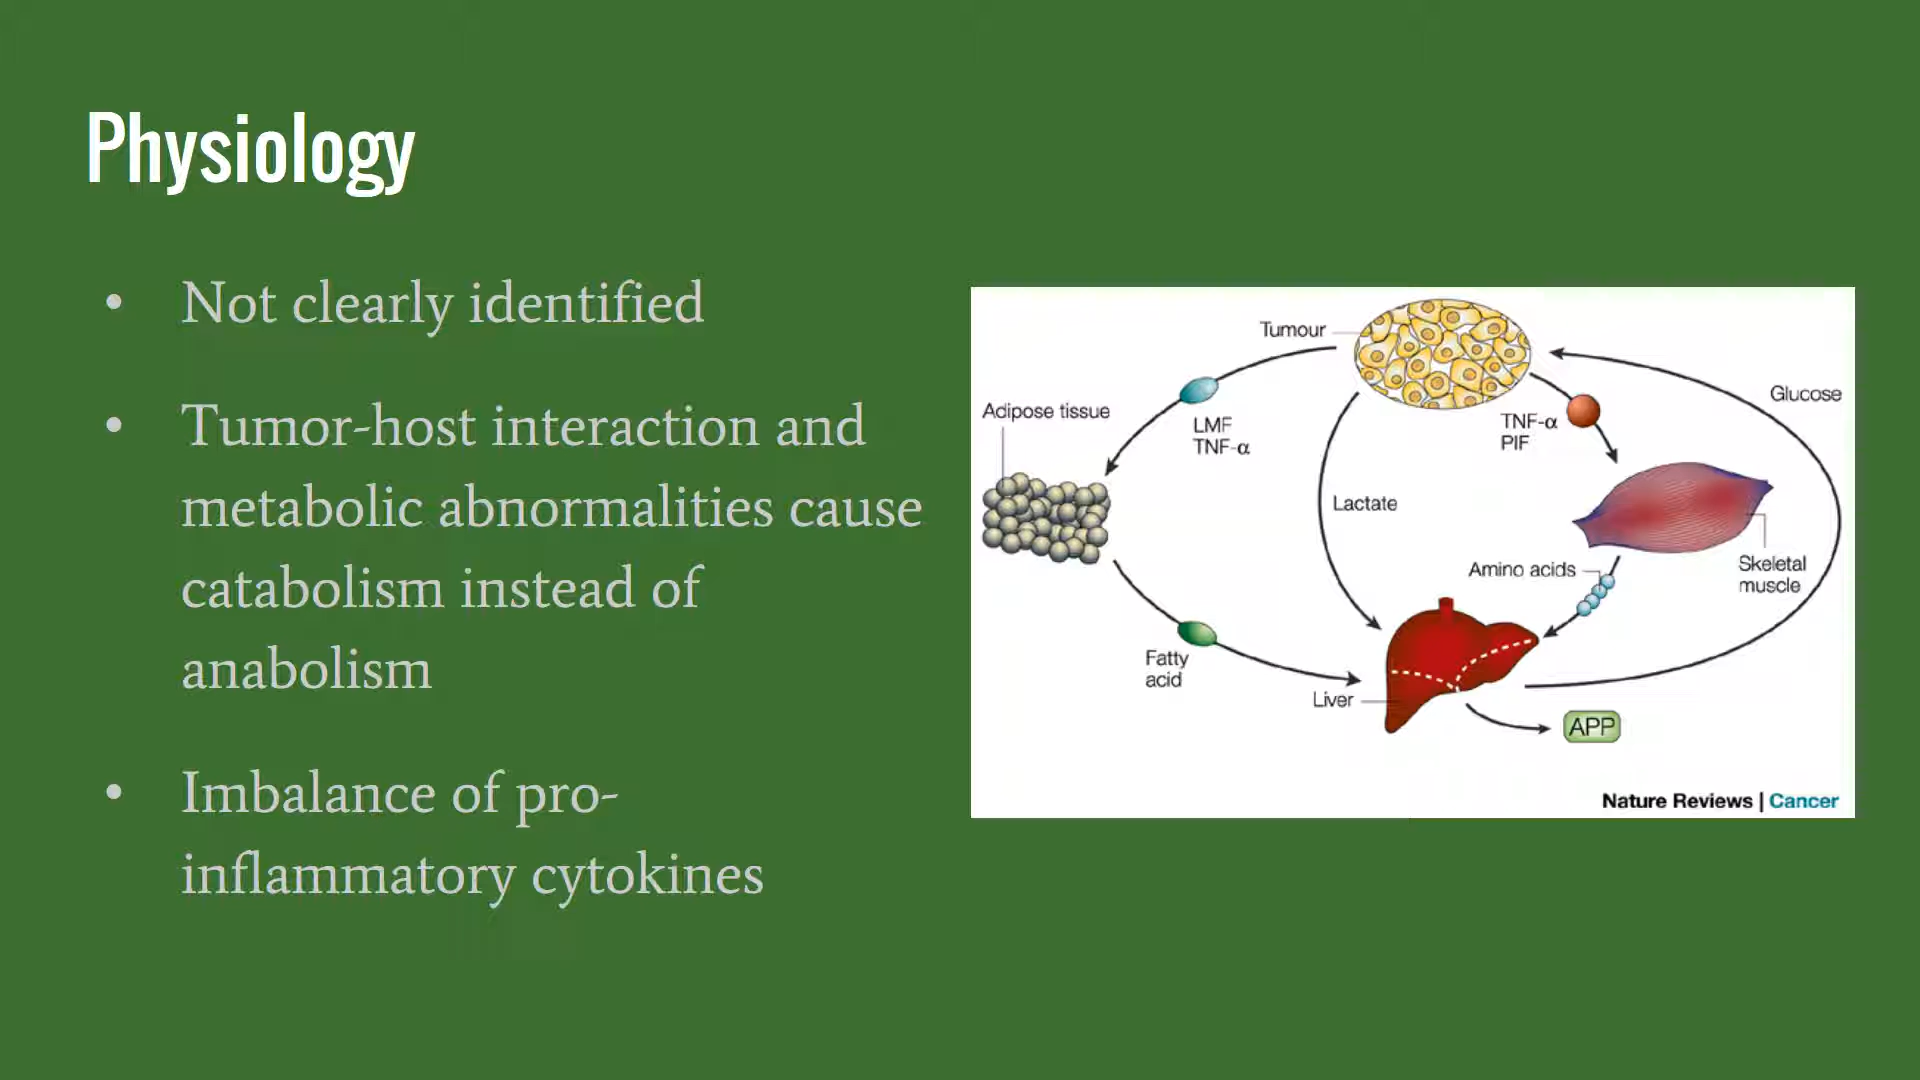 Physiology
• Not clearly identified
• Tumor-host interaction and
metabolic abnormalities cause
catabolism instead of
anabolism
• Imbalance of pro-
inflammatory cytokines
Tumour
Glucose
Adipose tissue
LMF
TNF-α
TNF-α
PIF
Lactate
Skeletal
muscle
Amino acids
Fatty
acid
Liver
APP
Nature Reviews | Cancer